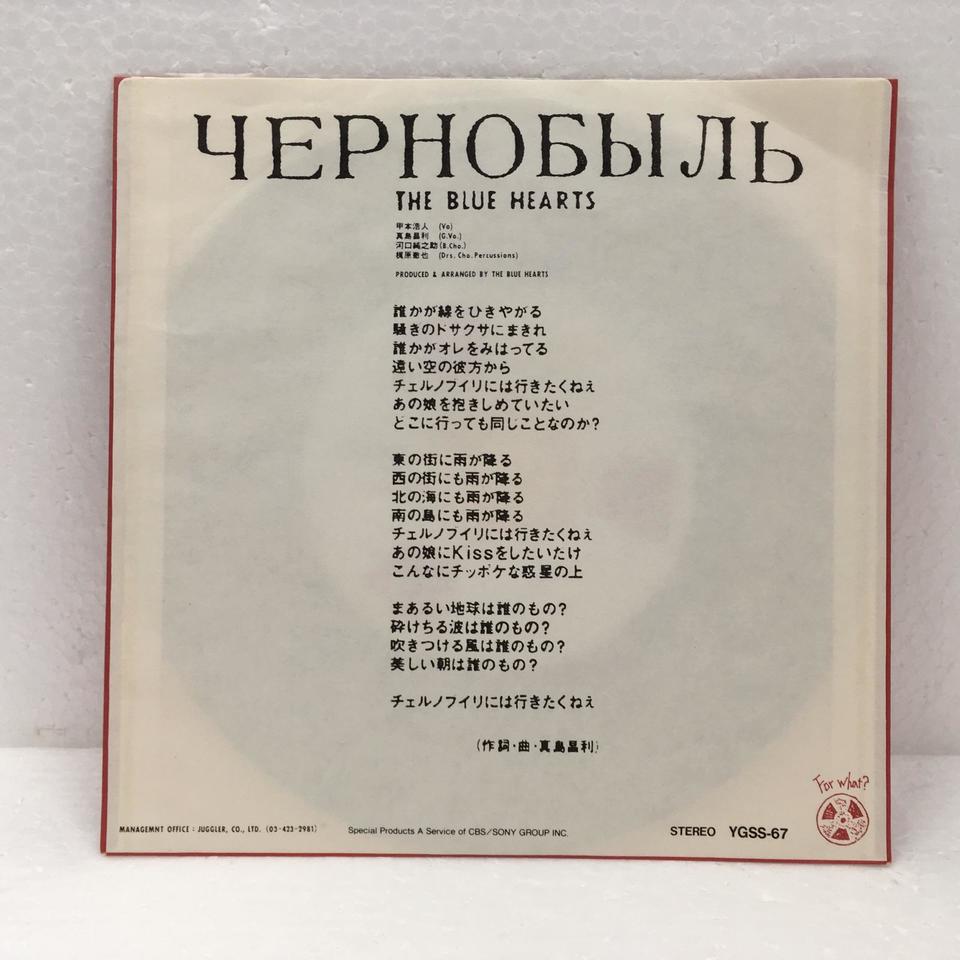 ЧЕРНОБЫЛЬ
THE BLUE HEARTS
甲本浩人 (Vo)
真島昌利 (G.Vo.)
河口純之助 (B.Cho.)
梶原徹也 (Drs. Cho. Percussions)
PRODUCED & ARRANGED BY THE BLUE HEARTS
誰かが線をひきやがる
騒きのドサクサにまきれ
誰かがオレをみはってる
遠い空の彼方から
チェルノフイリには行きたくねぇ
あの娘を抱きしめていたい
どこに行っても同じことなのか?
東の街に雨が降る
西の街にも雨が降る
北の海にも雨が降る
南の島にも雨が降る
チェルノフイリには行きたくねぇ
あの娘にKissをしたいたけ
こんなにチッポケな惑星の上
まあるい地球は誰のもの?
砕けちる波は誰のもの?
吹きつける風は誰のもの?
美しい朝は誰のもの?
チェルノフイリには行きたくねぇ
(作詞・曲・真島昌利)
For What?
MANAGEMNT OFFICE : JUGGLER, CO., LTD. (03-423-2981)
Special Products A Service of CBS/SONY GROUP INC.
STEREO YGSS-67